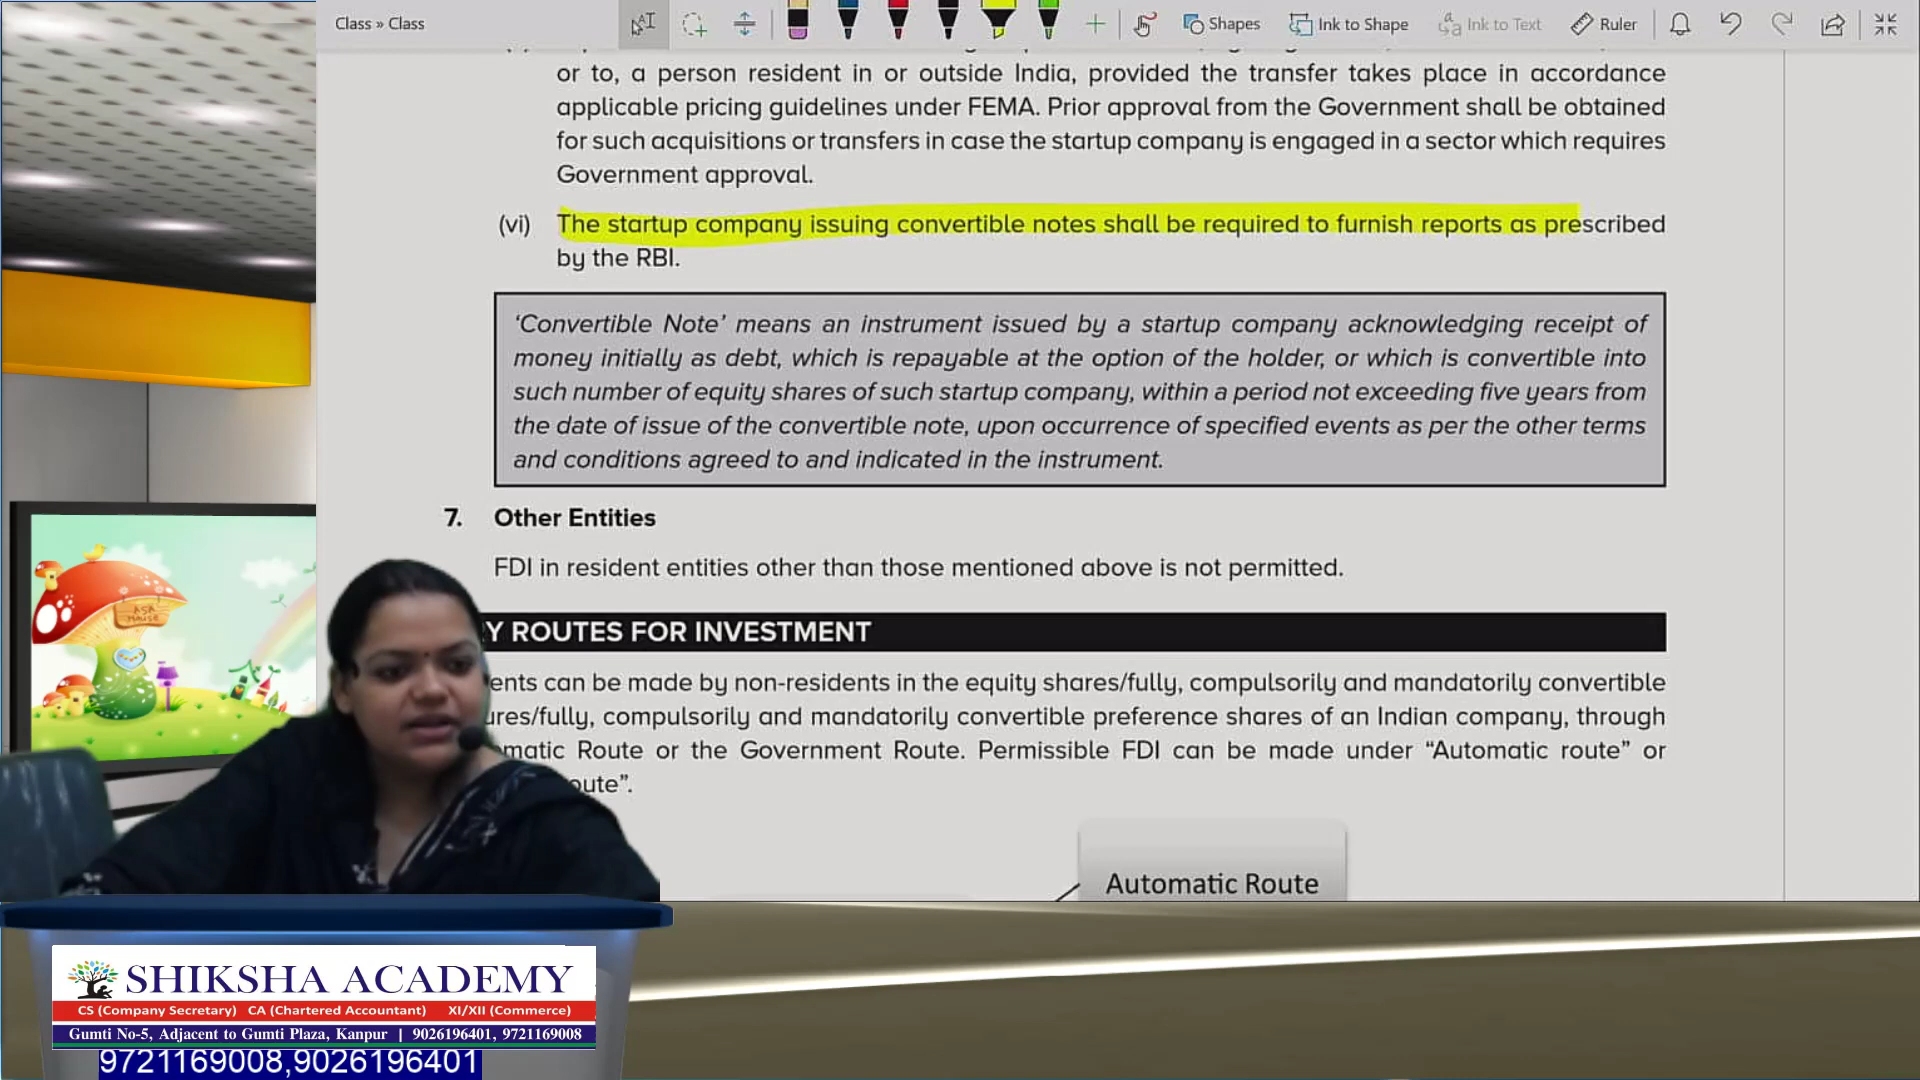 Class » Class
Shapes
Ink to Shape
Ink to Text
Ruler
or to, a person resident in or outside India, provided the transfer takes place in accordance
applicable pricing guidelines under FEMA. Prior approval from the Government shall be obtained
for such acquisitions or transfers in case the startup company is engaged in a sector which requires
Government approval.
(vi) The startup company issuing convertible notes shall be required to furnish reports as prescribed
by the RBI.
‘Convertible Note’ means an instrument issued by a startup company acknowledging receipt of
money initially as debt, which is repayable at the option of the holder, or which is convertible into
such number of equity shares of such startup company, within a period not exceeding five years from
the date of issue of the convertible note, upon occurrence of specified events as per the other terms
and conditions agreed to and indicated in the instrument.
7. Other Entities
FDI in resident entities other than those mentioned above is not permitted.
Y ROUTES FOR INVESTMENT
ents can be made by non-residents in the equity shares/fully, compulsorily and mandatorily convertible
ures/fully, compulsorily and mandatorily convertible preference shares of an Indian company, through
matic Route or the Government Route. Permissible FDI can be made under “Automatic route” or
oute”.
Automatic Route
SHIKSHA ACADEMY
CS (Company Secretary) CA (Chartered Accountant) XI/XII (Commerce)
Gumti No-5, Adjacent to Gumti Plaza, Kanpur | 9026196401, 9721169008
9721169008,9026196401